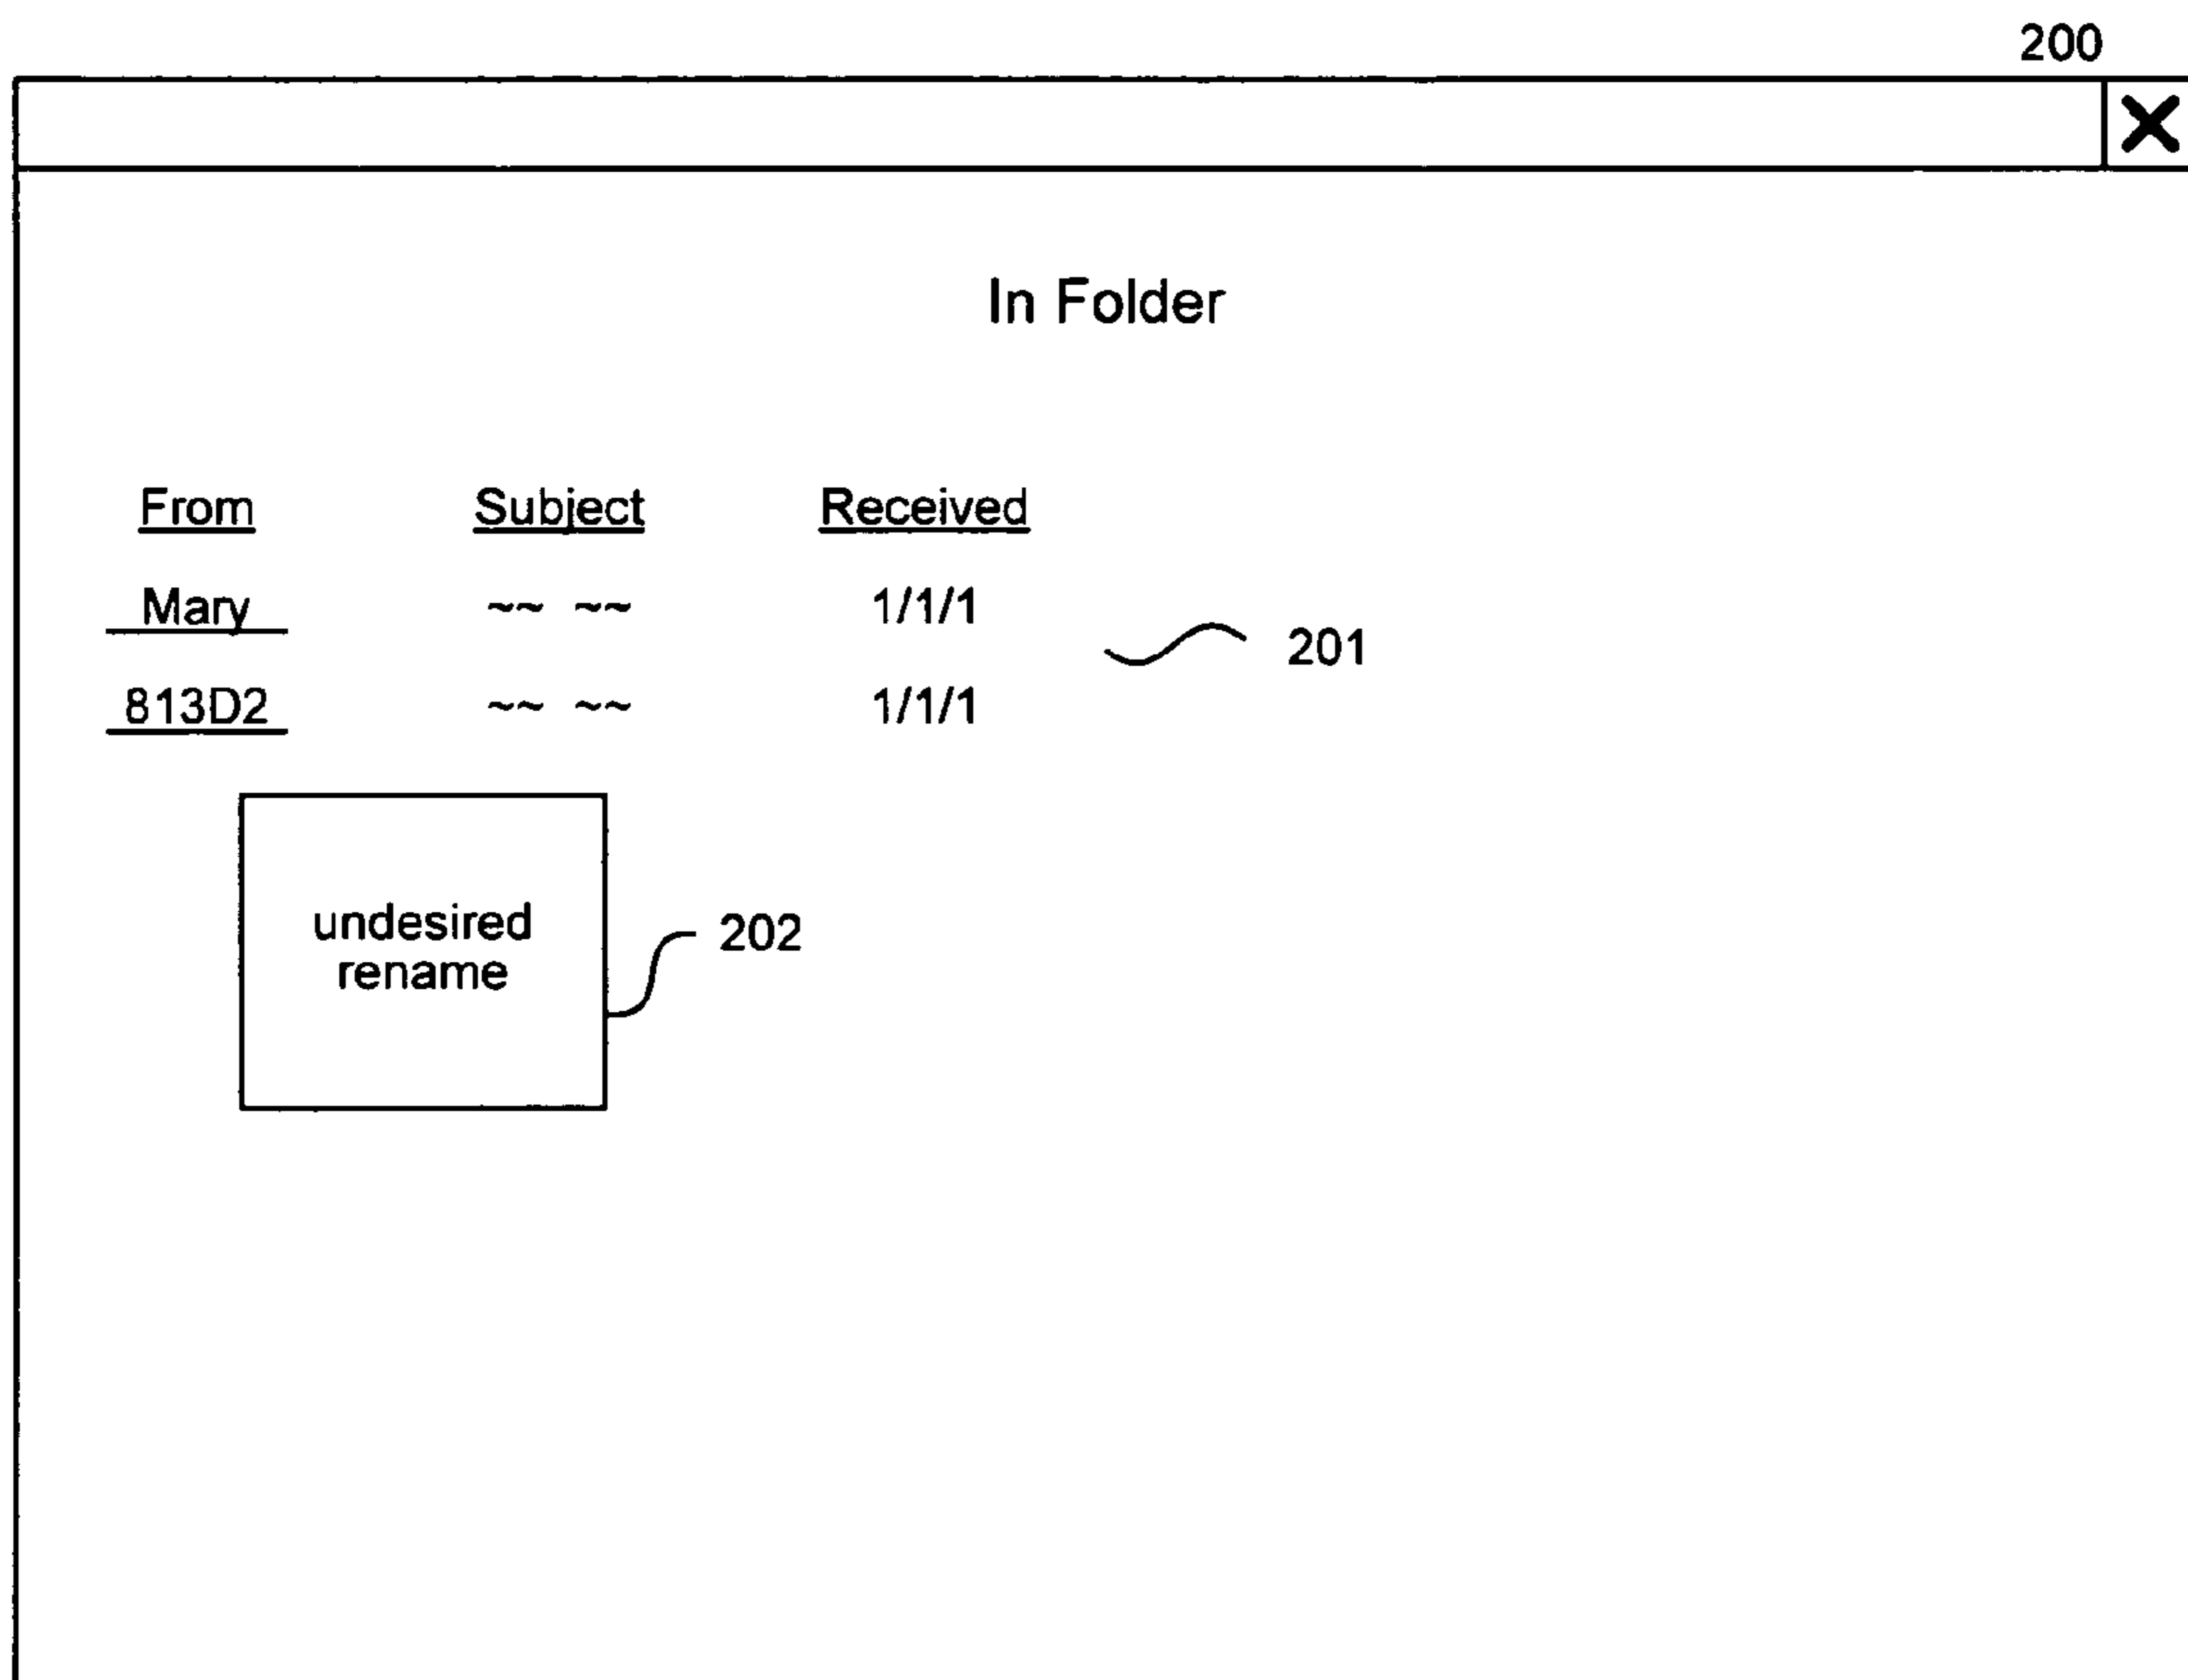 200
In Folder
From Subject Received
Mary ~~ ~~ 1/1/1
201
813D2 ~~ ~~ 1/1/1
undesired
rename
202